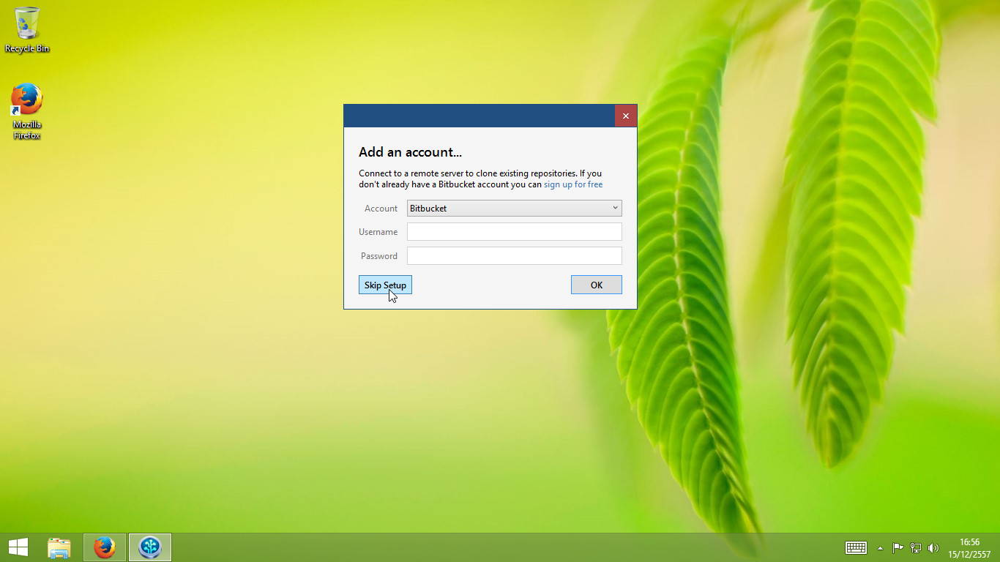 Recycle Bin
Mozilla
Firefox
Add an account...
Connect to a remote server to clone existing repositories. If you
don't already have a Bitbucket account you can sign up for free
Account Bitbucket
Username
Password
Skip Setup OK
16:56
15/12/2557